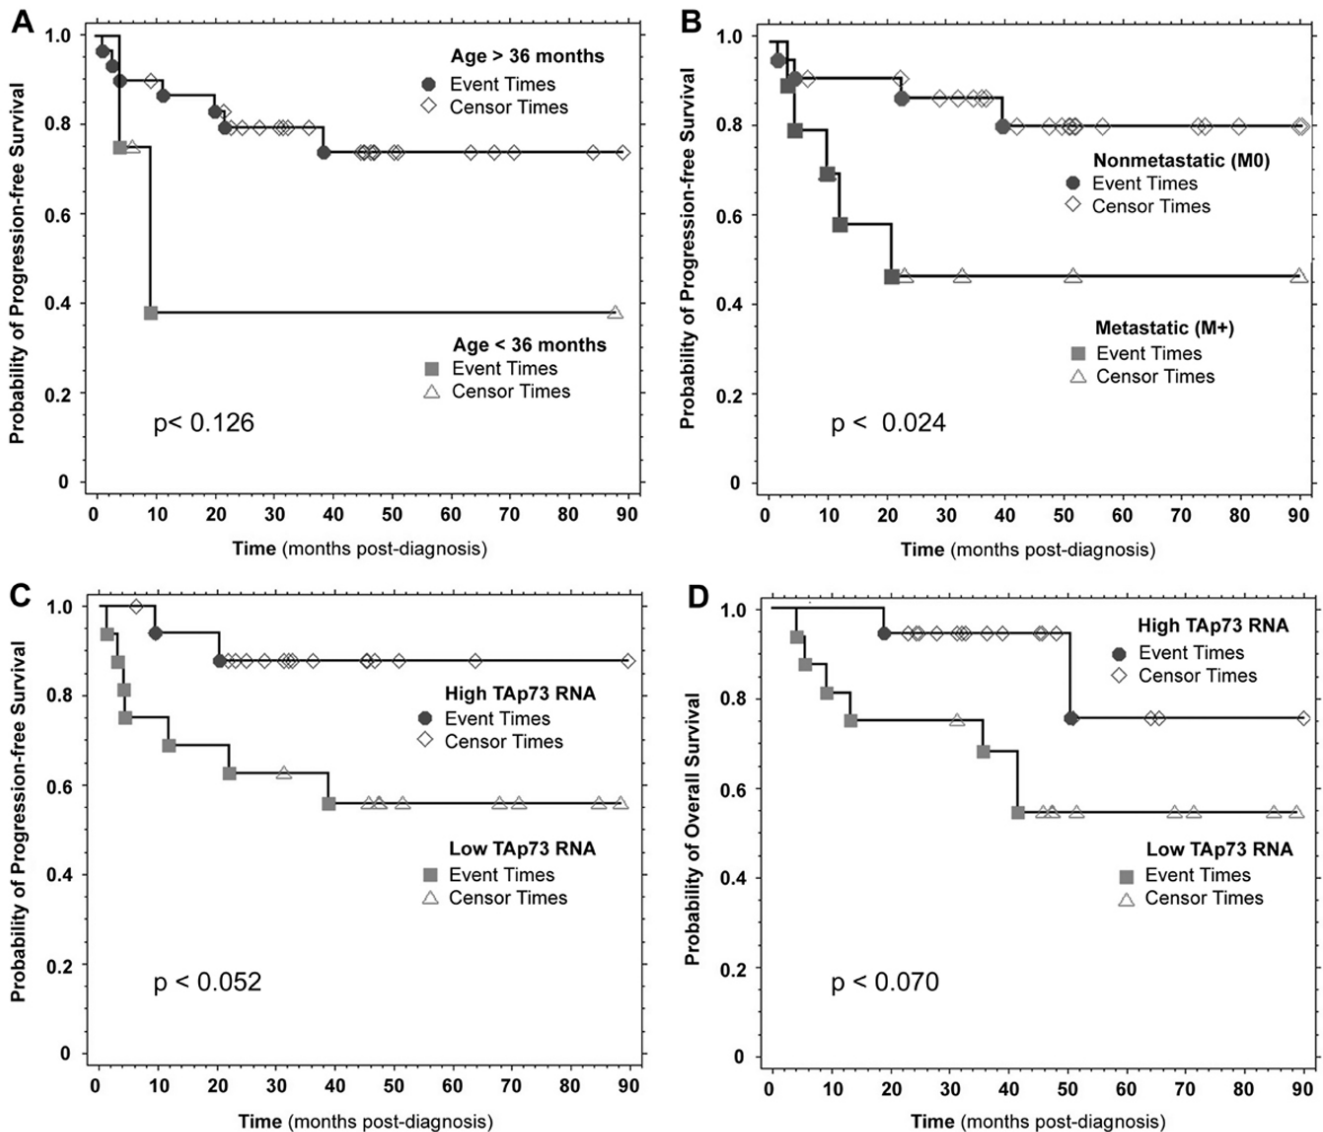 A
Probability of Progression-free Survival
1.0
0.8
0.6
0.4
0.2
0
Age > 36 months
Event Times
Censor Times
Age < 36 months
Event Times
Censor Times
p< 0.126
0 10 20 30 40 50 60 70 80 90
Time (months post-diagnosis)
B
Probability of Progression-free Survival
1.0
0.8
0.6
0.4
0.2
0
Nonmetastatic (M0)
Event Times
Censor Times
Metastatic (M+)
Event Times
Censor Times
p < 0.024
0 10 20 30 40 50 60 70 80 90
Time (months post-diagnosis)
C
Probability of Progression-free Survival
1.0
0.8
0.6
0.4
0.2
0
High TAp73 RNA
Event Times
Censor Times
Low TAp73 RNA
Event Times
Censor Times
p < 0.052
0 10 20 30 40 50 60 70 80 90
Time (months post-diagnosis)
D
Probability of Overall Survival
1.0
0.8
0.6
0.4
0.2
0
High TAp73 RNA
Event Times
Censor Times
Low TAp73 RNA
Event Times
Censor Times
p < 0.070
0 10 20 30 40 50 60 70 80 90
Time (months post-diagnosis)